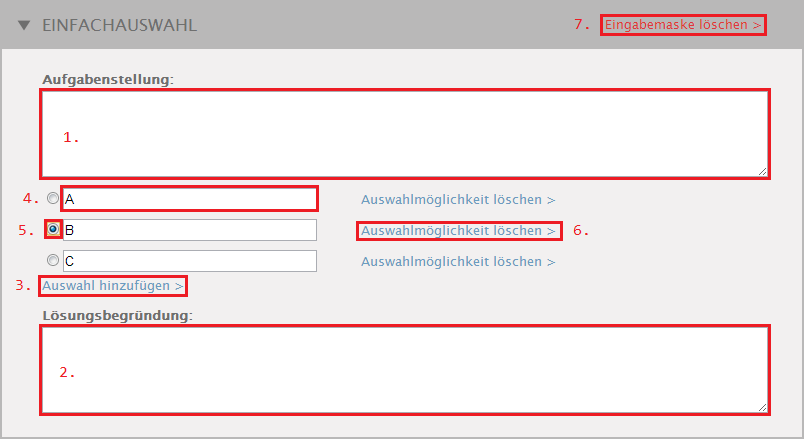 EINFACHAUSWAHL 7. Eingabemaske löschen >
Aufgabenstellung:
1.
4. A Auswahlmöglichkeit löschen >
5. B Auswahlmöglichkeit löschen > 6.
C Auswahlmöglichkeit löschen >
3. Auswahl hinzufügen >
Lösungsbegründung:
2.